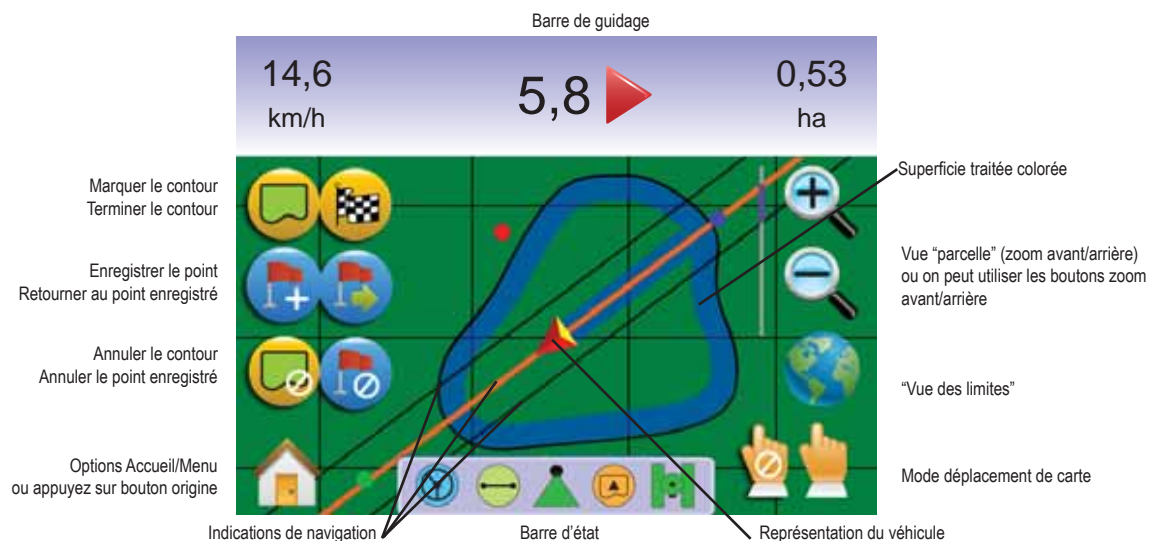 Barre de guidage
14,6
km/h
5,8
0,53
ha
Marquer le contour
Terminer le contour
Superficie traitée colorée
Enregistrer le point
Retourner au point enregistré
Vue “parcelle” (zoom avant/arrière)
ou on peut utiliser les boutons zoom
avant/arrière
Annuler le contour
Annuler le point enregistré
“Vue des limites”
Options Accueil/Menu
ou appuyez sur bouton origine
Mode déplacement de carte
Indications de navigation
Barre d’état
Représentation du véhicule